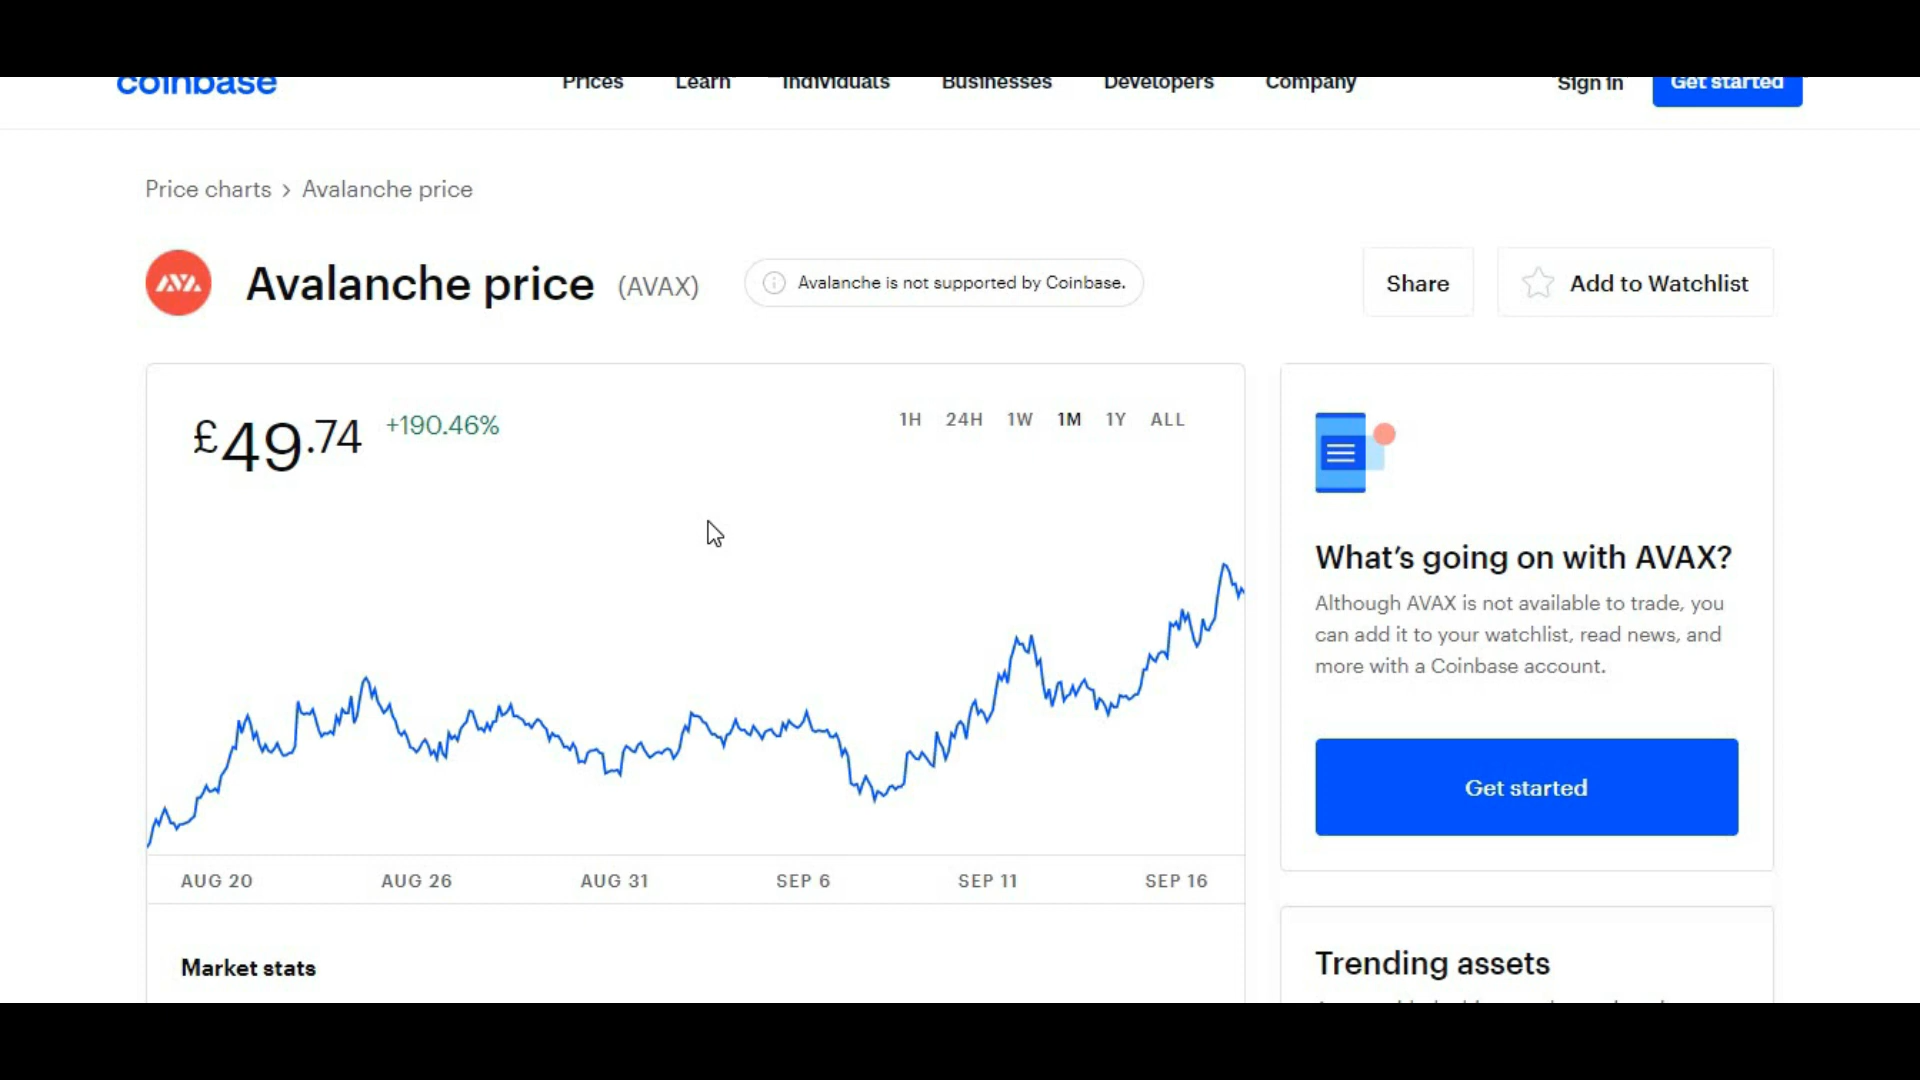 coinbase
Prices Learn Individuals Businesses Developers Company Sign in Get started
Price charts › Avalanche price
AVA Avalanche price (AVAX) Avalanche is not supported by Coinbase. Share Add to Watchlist
£49.74 +190.46% 1H 24H 1W 1M 1Y ALL
AUG 20 AUG 26 AUG 31 SEP 6 SEP 11 SEP 16
Market stats
What's going on with AVAX?
Although AVAX is not available to trade, you
can add it to your watchlist, read news, and
more with a Coinbase account.
Get started
Trending assets